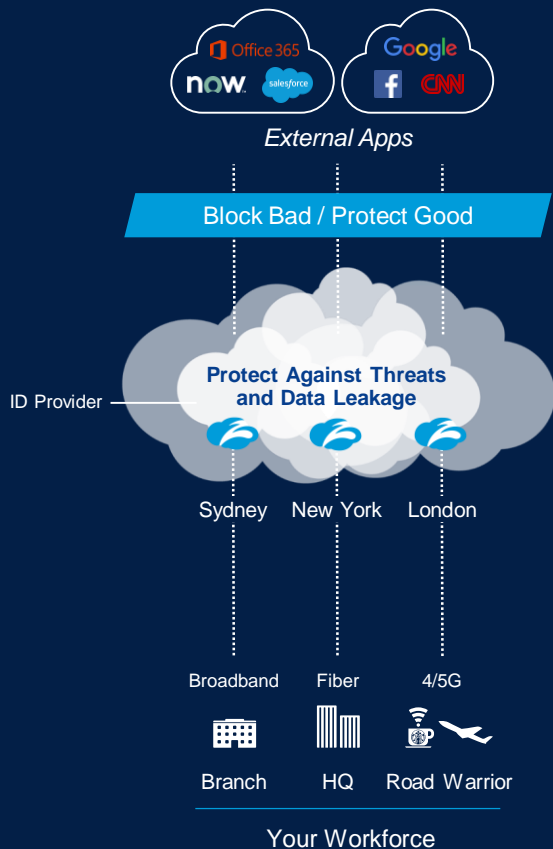 Office 365
Google
now
salesforce
f
CNN
External Apps
Block Bad / Protect Good
Protect Against Threats
and Data Leakage
ID Provider
Sydney New York London
Broadband Fiber 4/5G
Branch HQ Road Warrior
Your Workforce